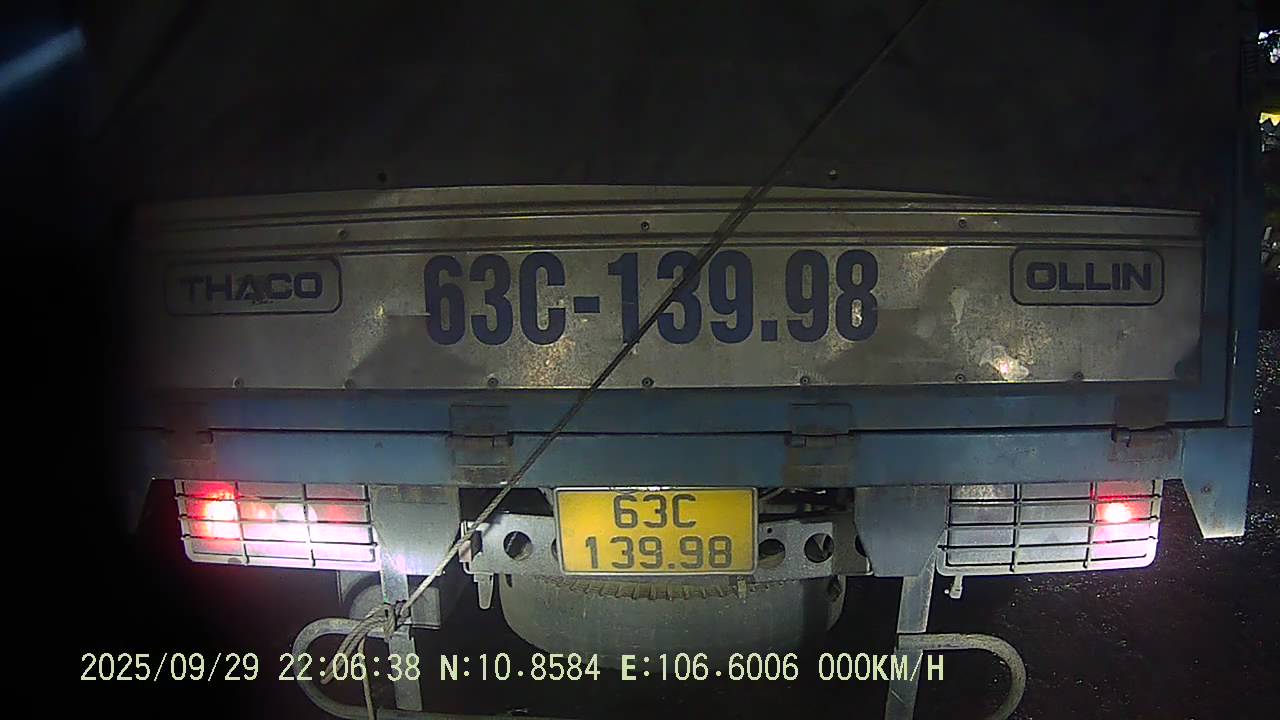 THACO
63C-139.98
OLLIN
63C
139.98
2025/09/29 22:06:38 N:10.8584 E:106.6006 000KM/H